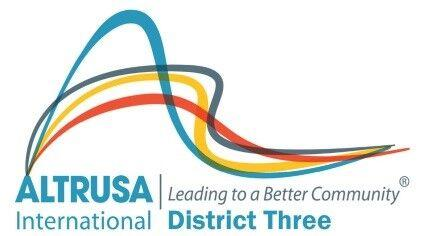 ALTRUSA | Leading to a Better Community®
International District Three